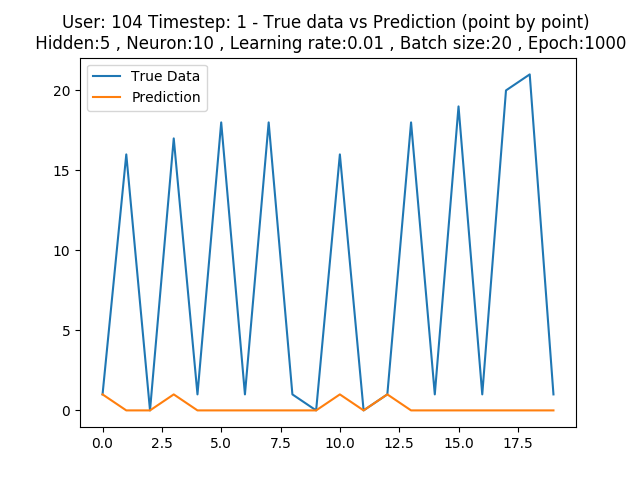 User: 104 Timestep: 1 - True data vs Prediction (point by point)
Hidden:5 , Neuron:10 , Learning rate:0.01 , Batch size:20 , Epoch:1000
True Data
Prediction
20
15
10
5
0
0.0 2.5 5.0 7.5 10.0 12.5 15.0 17.5